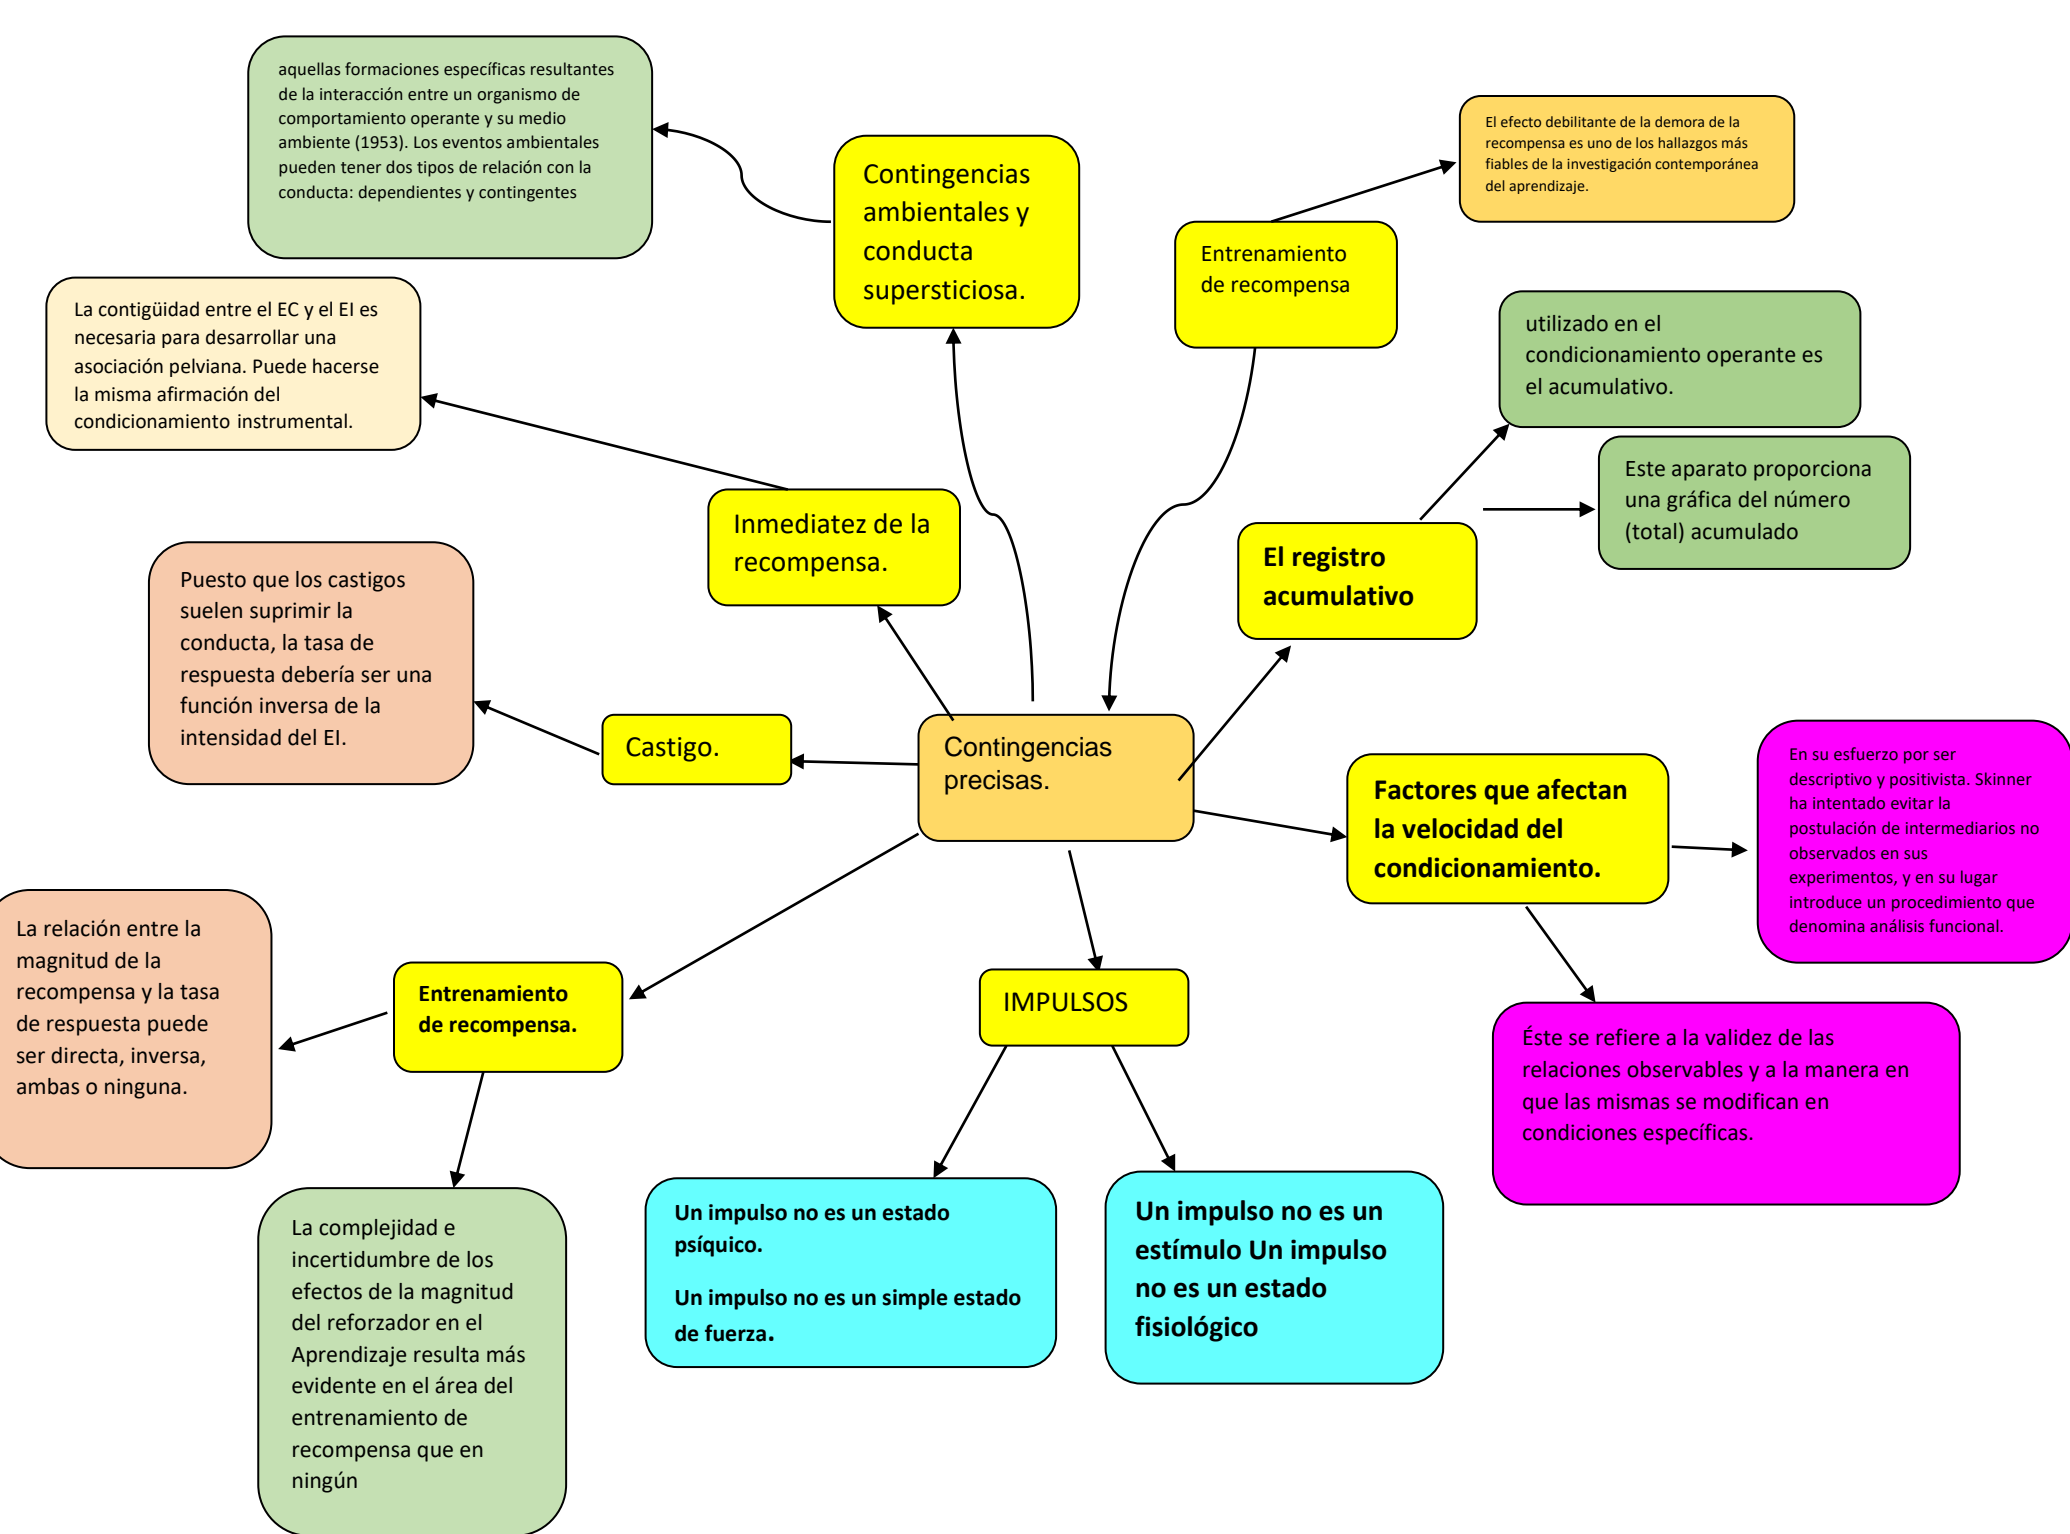 aquellas formaciones específicas resultantes
de la interacción entre un organismo de
comportamiento operante y su medio
ambiente (1953). Los eventos ambientales
pueden tener dos tipos de relación con la
conducta: dependientes y contingentes
Contingencias
ambientales y
conducta
supersticiosa.
El efecto debilitante de la demora de la
recompensa es uno de los hallazgos más
fiables de la investigación contemporánea
del aprendizaje.
Entrenamiento
de recompensa
La contigüidad entre el EC y el EI es
necesaria para desarrollar una
asociación pelviana. Puede hacerse
la misma afirmación del
condicionamiento instrumental.
utilizado en el
condicionamiento operante es
el acumulativo.
Este aparato proporciona
una gráfica del número
(total) acumulado
Inmediatez de la
recompensa.
El registro
acumulativo
Puesto que los castigos
suelen suprimir la
conducta, la tasa de
respuesta debería ser una
función inversa de la
intensidad del EI.
Castigo.
Contingencias
precisas.
Factores que afectan
la velocidad del
condicionamiento.
En su esfuerzo por ser
descriptivo y positivista. Skinner
ha intentado evitar la
postulación de intermediarios no
observados en sus
experimentos, y en su lugar
introduce un procedimiento que
denomina análisis funcional.
La relación entre la
magnitud de la
recompensa y la tasa
de respuesta puede
ser directa, inversa,
ambas o ninguna.
Entrenamiento
de recompensa.
IMPULSOS
Éste se refiere a la validez de las
relaciones observables y a la manera en
que las mismas se modifican en
condiciones específicas.
La complejidad e
incertidumbre de los
efectos de la magnitud
del reforzador en el
Aprendizaje resulta más
evidente en el área del
entrenamiento de
recompensa que en
ningún
Un impulso no es un estado
psíquico.
Un impulso no es un simple estado
de fuerza.
Un impulso no es un
estímulo Un impulso
no es un estado
fisiológico